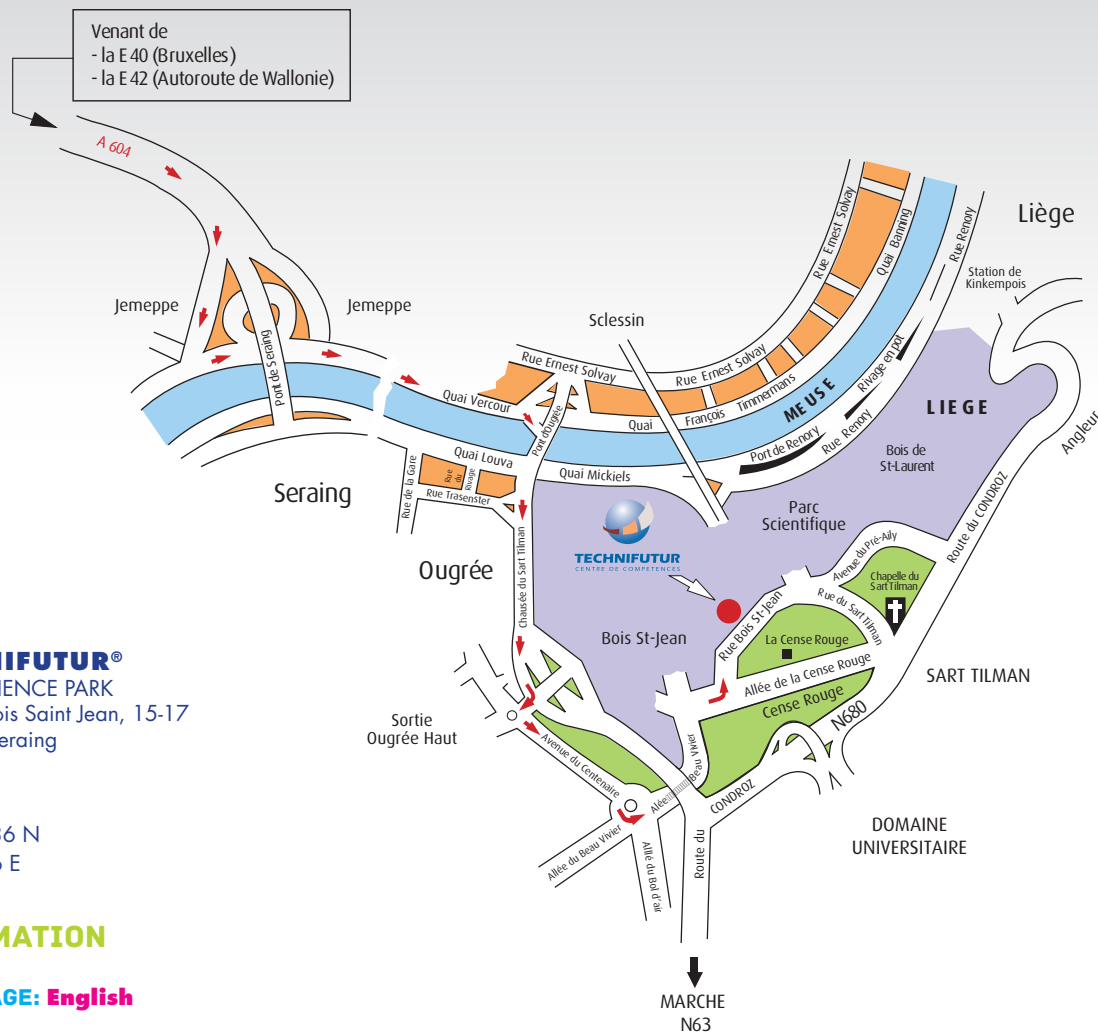 Venant de
- la E40 (Bruxelles)
- la E42 (Autoroute de Wallonie)
A 604
Liège
Rue Ernest Solvay
Quai Banning
Rue Renory
Station de
Kinkempois
Jemeppe
Jemeppe
Sclessin
Pont de Seraing
Rue Ernest Solvay
Rue Ernest Solvay
Rivage en pot
Quai Vercour
Quai François Timmermans
MEUSE
LIEGE
Pont d'Ougrée
Port de Renory
Rue Renory
Angleur
Quai Louva
Quai Mickiels
Bois de
St-Laurent
Rue de la Gare
Rue
du
Rivage
Rue Trasenster
Seraing
Parc
Scientifique
Route du CONDROZ
TECHNIFUTUR
CENTRE DE COMPETENCES
Avenue du Pré-Aily
Ougrée
Chausée du Sart Tilman
Chapelle du
Sart Tilman
Rue du Sart Tilman
Rue Bois St-Jean
Bois St-Jean
La Cense Rouge
NIFUTUR®
IENCE PARK
ois Saint Jean, 15-17
eraing
Allée de la Cense Rouge
SART TILMAN
Cense Rouge
N680
Sortie
Ougrée Haut
Avenue du Centenaire
Alée Beau Vivier
Route du CONDROZ
36 N
6 E
DOMAINE
UNIVERSITAIRE
Allée du Beau Vivier
Allié du Bol d'air
MATION
AGE: English
MARCHE
N63